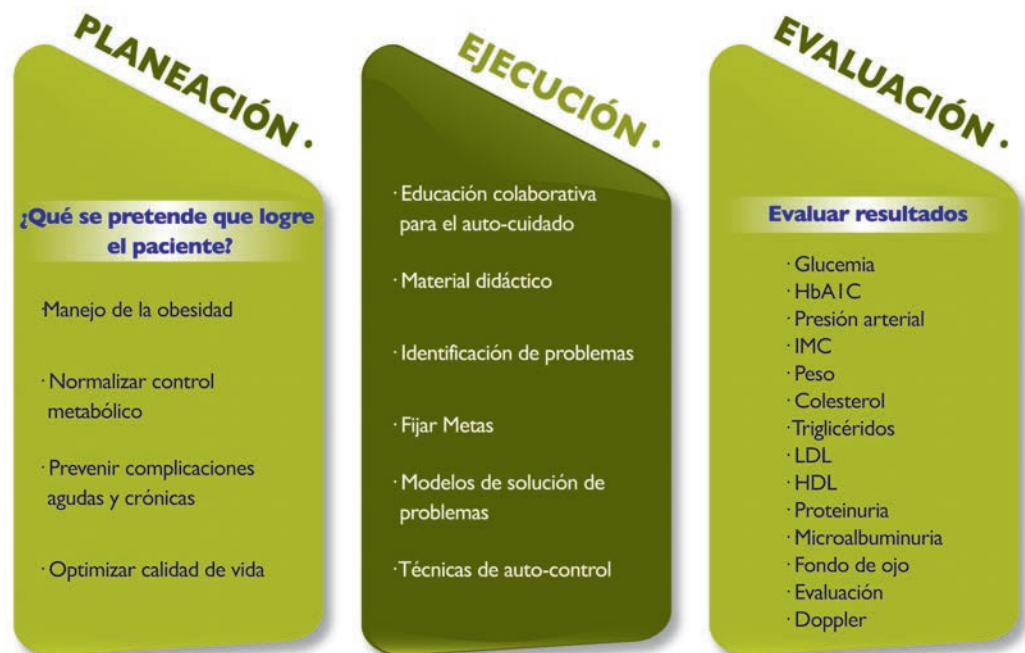 PLANEACIÓN .
¿Qué se pretende que logre
el paciente?
·Manejo de la obesidad
· Normalizar control
metabólico
· Prevenir complicaciones
agudas y crónicas
· Optimizar calidad de vida
EJECUCIÓN .
· Educación colaborativa
para el auto-cuidado
· Material didáctico
· Identificación de problemas
· Fijar Metas
· Modelos de solución de
problemas
· Técnicas de auto-control
EVALUACIÓN .
Evaluar resultados
· Glucemia
· HbA1C
· Presión arterial
· IMC
· Peso
· Colesterol
· Triglicéridos
· LDL
· HDL
· Proteinuria
· Microalbuminuria
· Fondo de ojo
· Evaluación
· Doppler